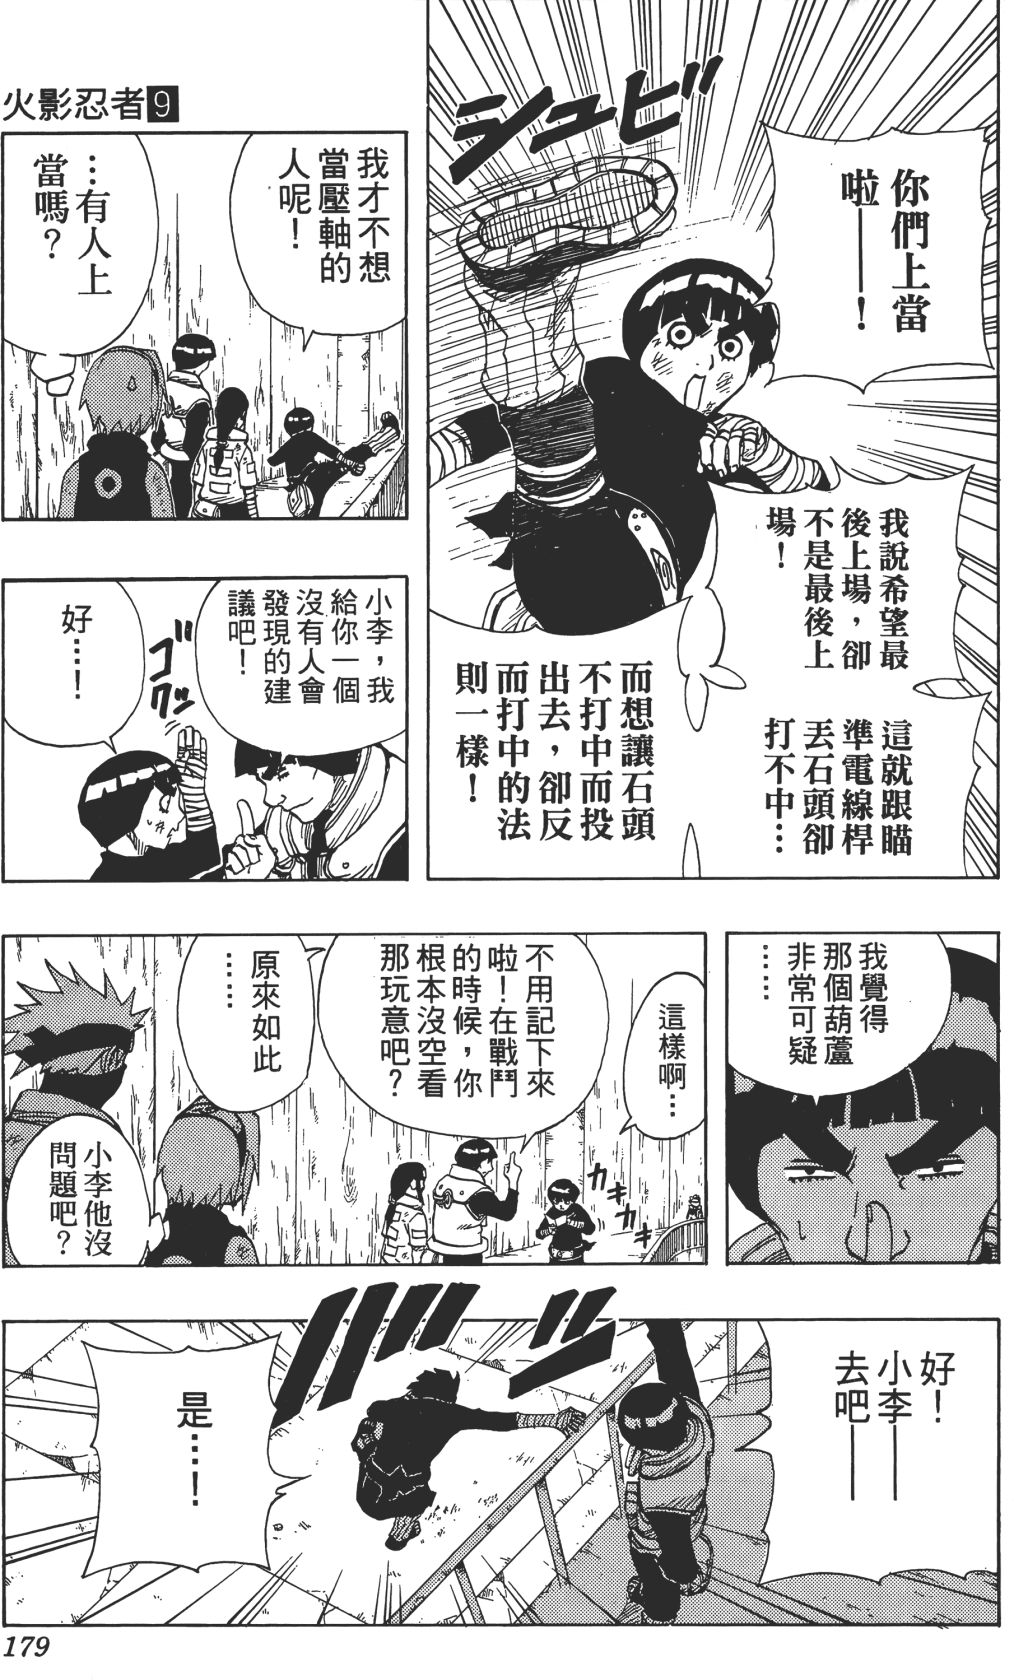 火影忍者9
シュビ
你們上當
啦——！
我說希望最
後上場，卻
不是最後上
場！
這就跟瞄
準電線桿
丟石頭卻
打不中…
而想讓石頭
不打中而投
出去，卻反
而打中的法
則一樣！
我才不想
當壓軸的
人呢！
…有人上
當嗎？
小李，我
給你一個
沒有人會
發現的建
議吧！
ゴクッ
好…！
我覺得
那個葫蘆
非常可疑
……
這樣啊…
不用記下來
啦！在戰鬥
的時候，你
根本沒空看
那玩意吧？
カキ
カキ
原來如此
……
小李他沒
問題吧？
好！
小李——
去吧——
バッ
是…！
179